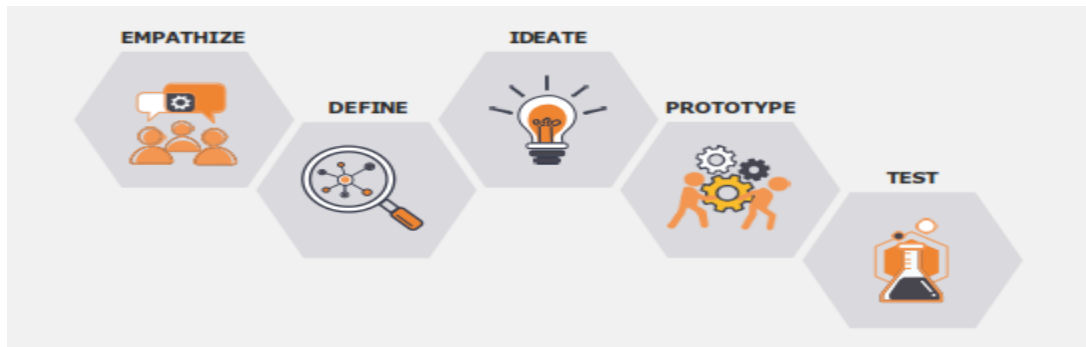 EMPATHIZE
DEFINE
IDEATE
PROTOTYPE
TEST